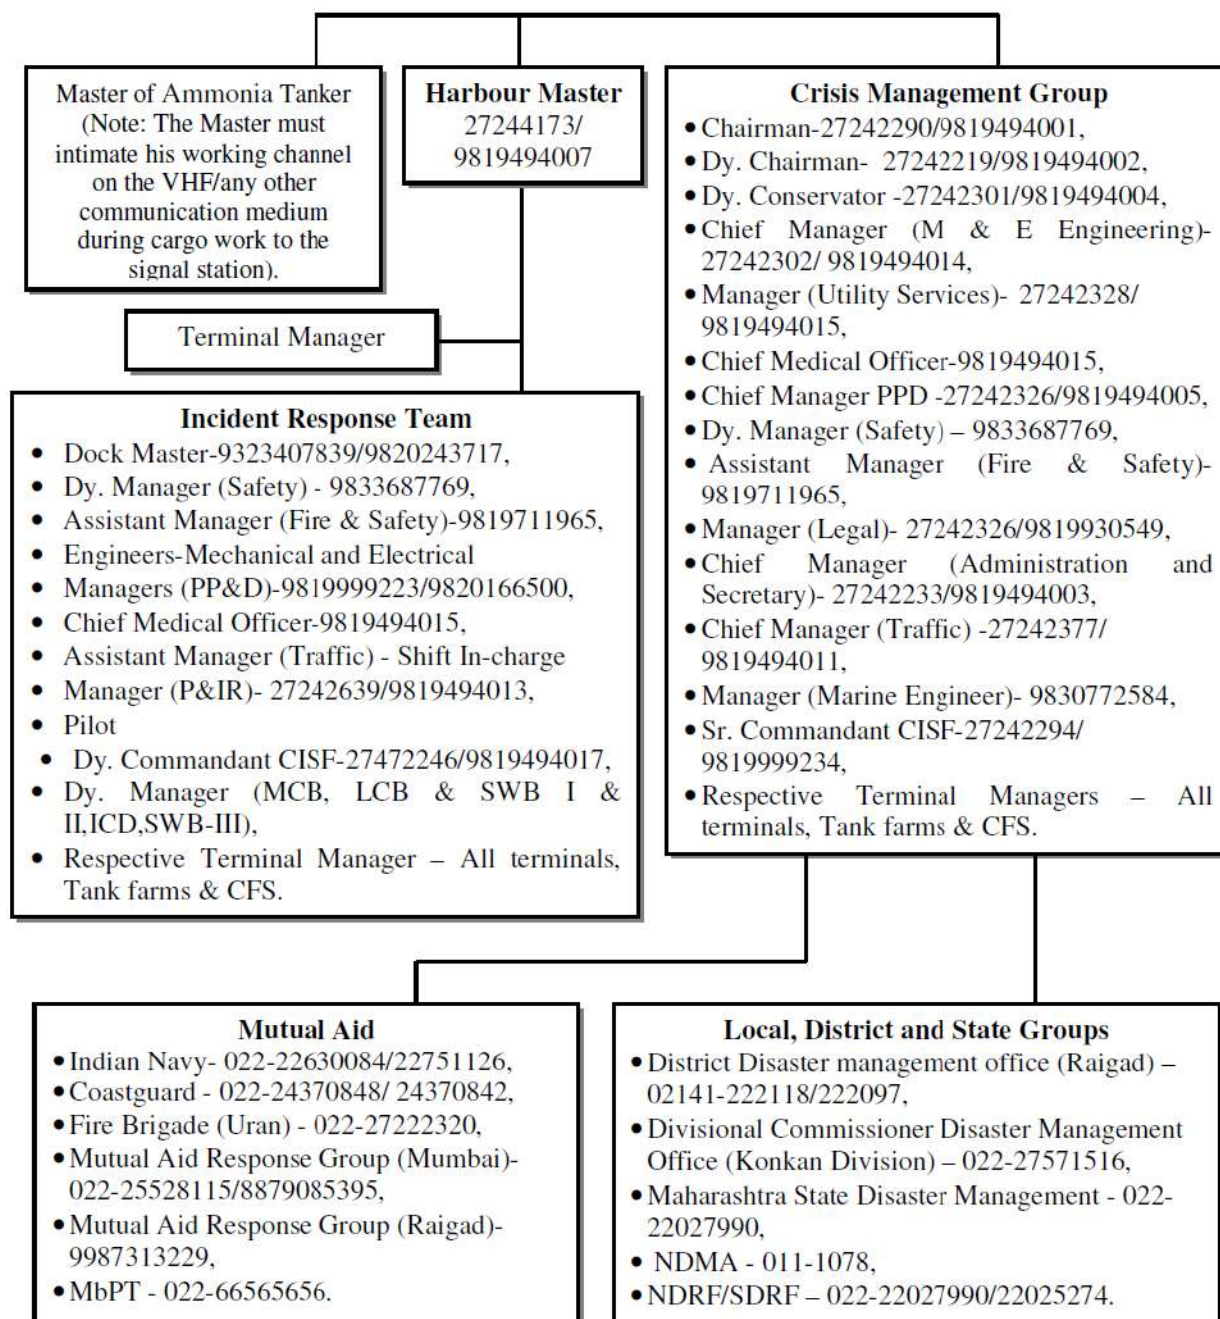 Master of Ammonia Tanker
(Note: The Master must
intimate his working channel
on the VHF/any other
communication medium
during cargo work to the
signal station).
Harbour Master
27244173/
9819494007
Terminal Manager
Incident Response Team
• Dock Master-9323407839/9820243717,
• Dy. Manager (Safety) - 9833687769,
• Assistant Manager (Fire & Safety)-9819711965,
• Engineers-Mechanical and Electrical
• Managers (PP&D)-9819999223/9820166500,
• Chief Medical Officer-9819494015,
• Assistant Manager (Traffic) - Shift In-charge
• Manager (P&IR)- 27242639/9819494013,
• Pilot
• Dy. Commandant CISF-27472246/9819494017,
• Dy. Manager (MCB, LCB & SWB I &
II,ICD,SWB-III),
• Respective Terminal Manager – All terminals,
Tank farms & CFS.
Crisis Management Group
• Chairman-27242290/9819494001,
• Dy. Chairman- 27242219/9819494002,
• Dy. Conservator -27242301/9819494004,
• Chief Manager (M & E Engineering)-
27242302/ 9819494014,
• Manager (Utility Services)- 27242328/
9819494015,
• Chief Medical Officer-9819494015,
• Chief Manager PPD -27242326/9819494005,
• Dy. Manager (Safety) – 9833687769,
• Assistant Manager (Fire & Safety)-
9819711965,
• Manager (Legal)- 27242326/9819930549,
• Chief Manager (Administration and
Secretary)- 27242233/9819494003,
• Chief Manager (Traffic) -27242377/
9819494011,
• Manager (Marine Engineer)- 9830772584,
• Sr. Commandant CISF-27242294/
9819999234,
• Respective Terminal Managers – All
terminals, Tank farms & CFS.
Mutual Aid
• Indian Navy- 022-22630084/22751126,
• Coastguard - 022-24370848/ 24370842,
• Fire Brigade (Uran) - 022-27222320,
• Mutual Aid Response Group (Mumbai)-
022-25528115/8879085395,
• Mutual Aid Response Group (Raigad)-
9987313229,
• MbPT - 022-66565656.
Local, District and State Groups
• District Disaster management office (Raigad) –
02141-222118/222097,
• Divisional Commissioner Disaster Management
Office (Konkan Division) – 022-27571516,
• Maharashtra State Disaster Management - 022-
22027990,
• NDMA - 011-1078,
• NDRF/SDRF – 022-22027990/22025274.